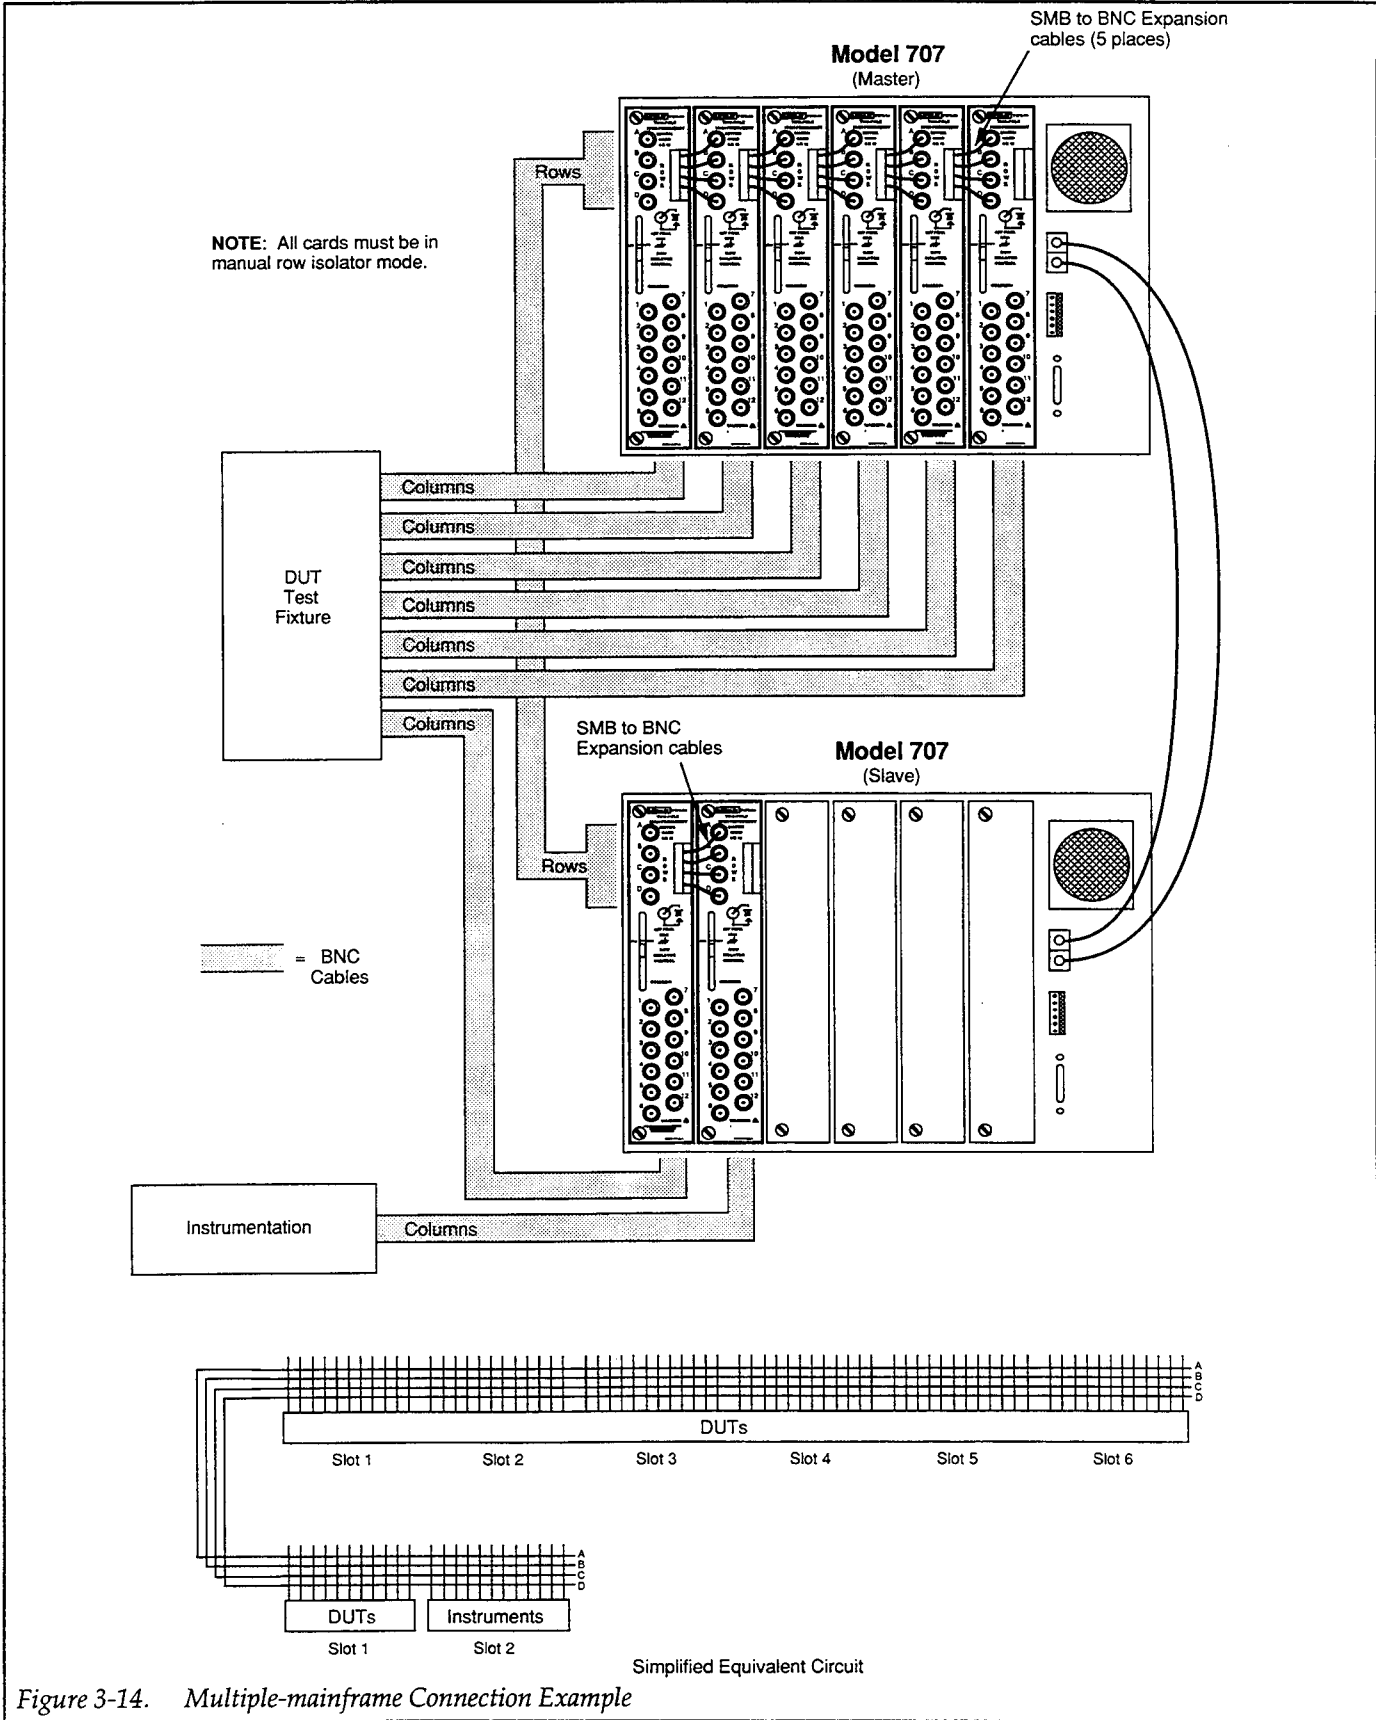 SMB to BNC Expansion
cables (5 places)
Model 707
(Master)
Rows
NOTE: All cards must be in
manual row isolator mode.
Columns
Columns
Columns
DUT
Test
Fixture
Columns
Columns
Columns
Columns
SMB to BNC
Expansion cables
Model 707
(Slave)
Rows
= BNC
Cables
Instrumentation
Columns
A
B
C
D
DUTs
Slot 1 Slot 2 Slot 3 Slot 4 Slot 5 Slot 6
A
B
C
D
DUTs Instruments
Slot 1 Slot 2
Simplified Equivalent Circuit
Figure 3-14. Multiple-mainframe Connection Example